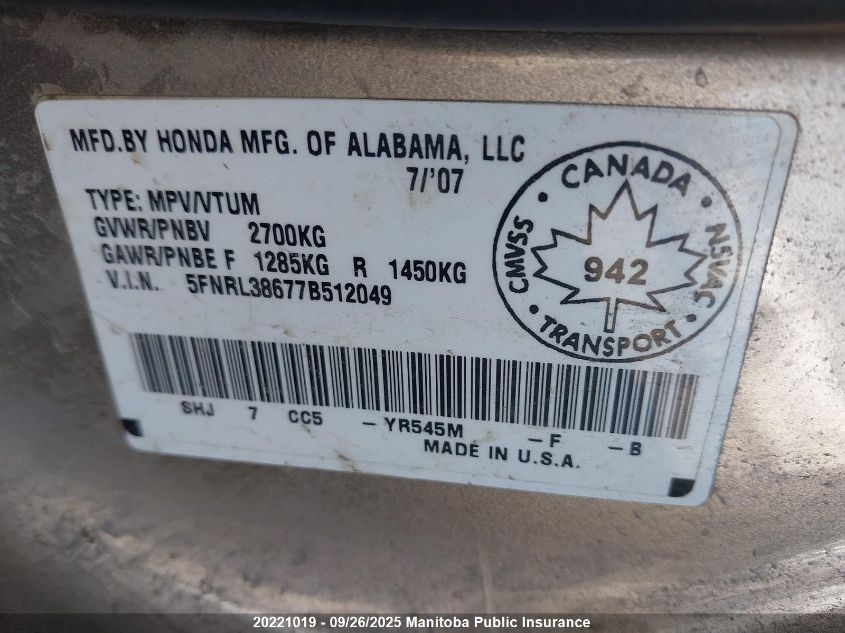 MFD.BY HONDA MFG. OF ALABAMA, LLC
7/'07
TYPE: MPV/VTUM
GVWR/PNBV 2700KG
GAWR/PNBE F 1285KG R 1450KG
V.I.N. 5FNRL38677B512049
CANADA
CMVSS
942
NSVAC
TRANSPORT
SHJ 7 CC5 -YR545M -F -B
MADE IN U.S.A.
20221019 - 09/26/2025 Manitoba Public Insurance